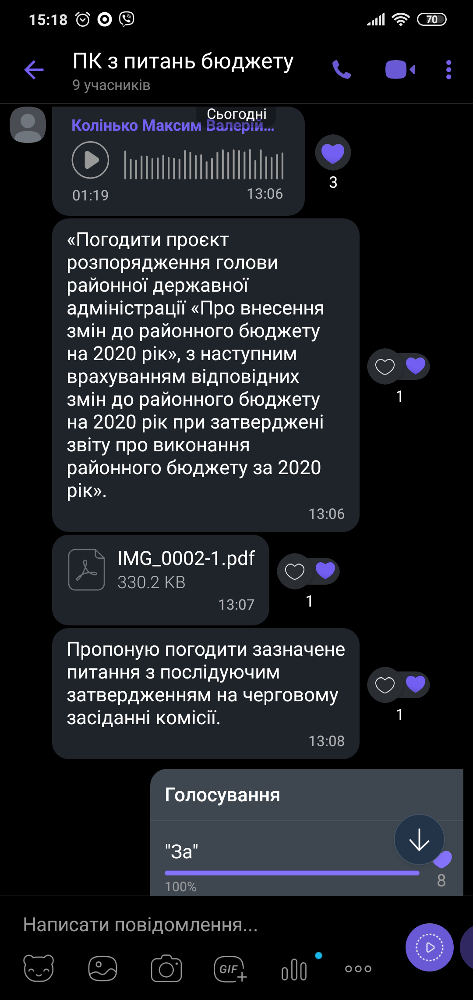 15:18
70
ПК з питань бюджету
9 учасників
Сьогодні
Колінько Максим Валерій...
01:19
13:06
3
«Погодити проєкт
розпорядження голови
районної державної
адміністрації «Про внесення
змін до районного бюджету
на 2020 рік», з наступним
врахуванням відповідних
змін до районного бюджету
на 2020 рік при затверджені
звіту про виконання
районного бюджету за 2020
рік».
13:06
1
IMG_0002-1.pdf
330.2 KB
13:07
1
Пропоную погодити зазначене
питання з послідуючим
затвердженням на черговому
засіданні комісії.
13:08
1
Голосування
"За"
100%
8
Написати повідомлення...
GIF